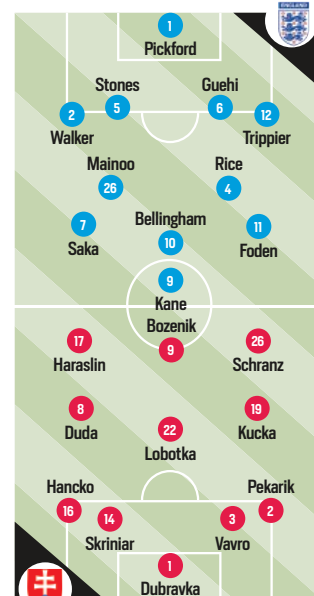 ENGLAND
1
Pickford
Stones Guehi
2 5 6 12
Walker Trippier
Mainoo Rice
26 4
7 Bellingham 11
Saka 10 Foden
9
Kane
Bozenik
17 9 26
Haraslin Schranz
8 22 19
Duda Kucka
Lobotka
Hancko Pekarik
16 14 3 2
Skriniar Vavro
1
Dubravka